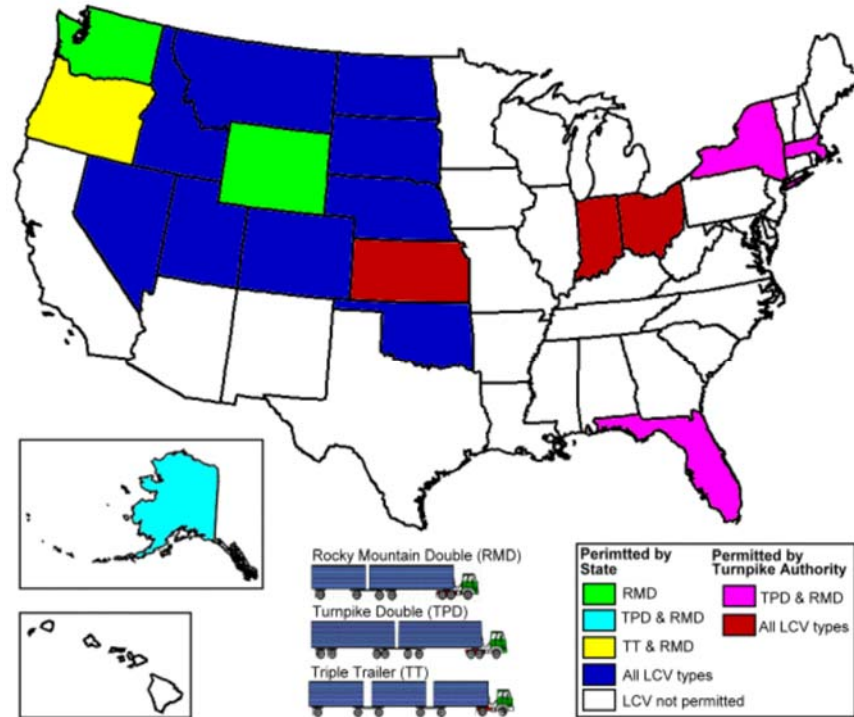 Rocky Mountain Double (RMD)
Turnpike Double (TPD)
Triple Trailer (TT)
Perimtted by
State
RMD
TPD & RMD
TT & RMD
All LCV types
LCV not permitted
Permitted by
Turnpike Authority
TPD & RMD
All LCV types